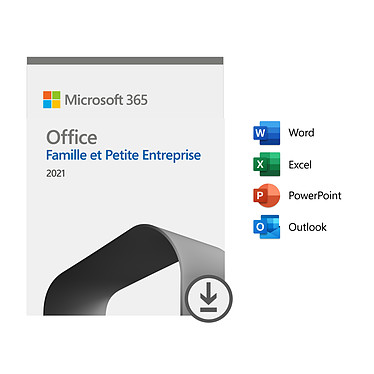 Microsoft 365
Office
Famille et Petite Entreprise
2021
W Word
X Excel
P PowerPoint
O Outlook